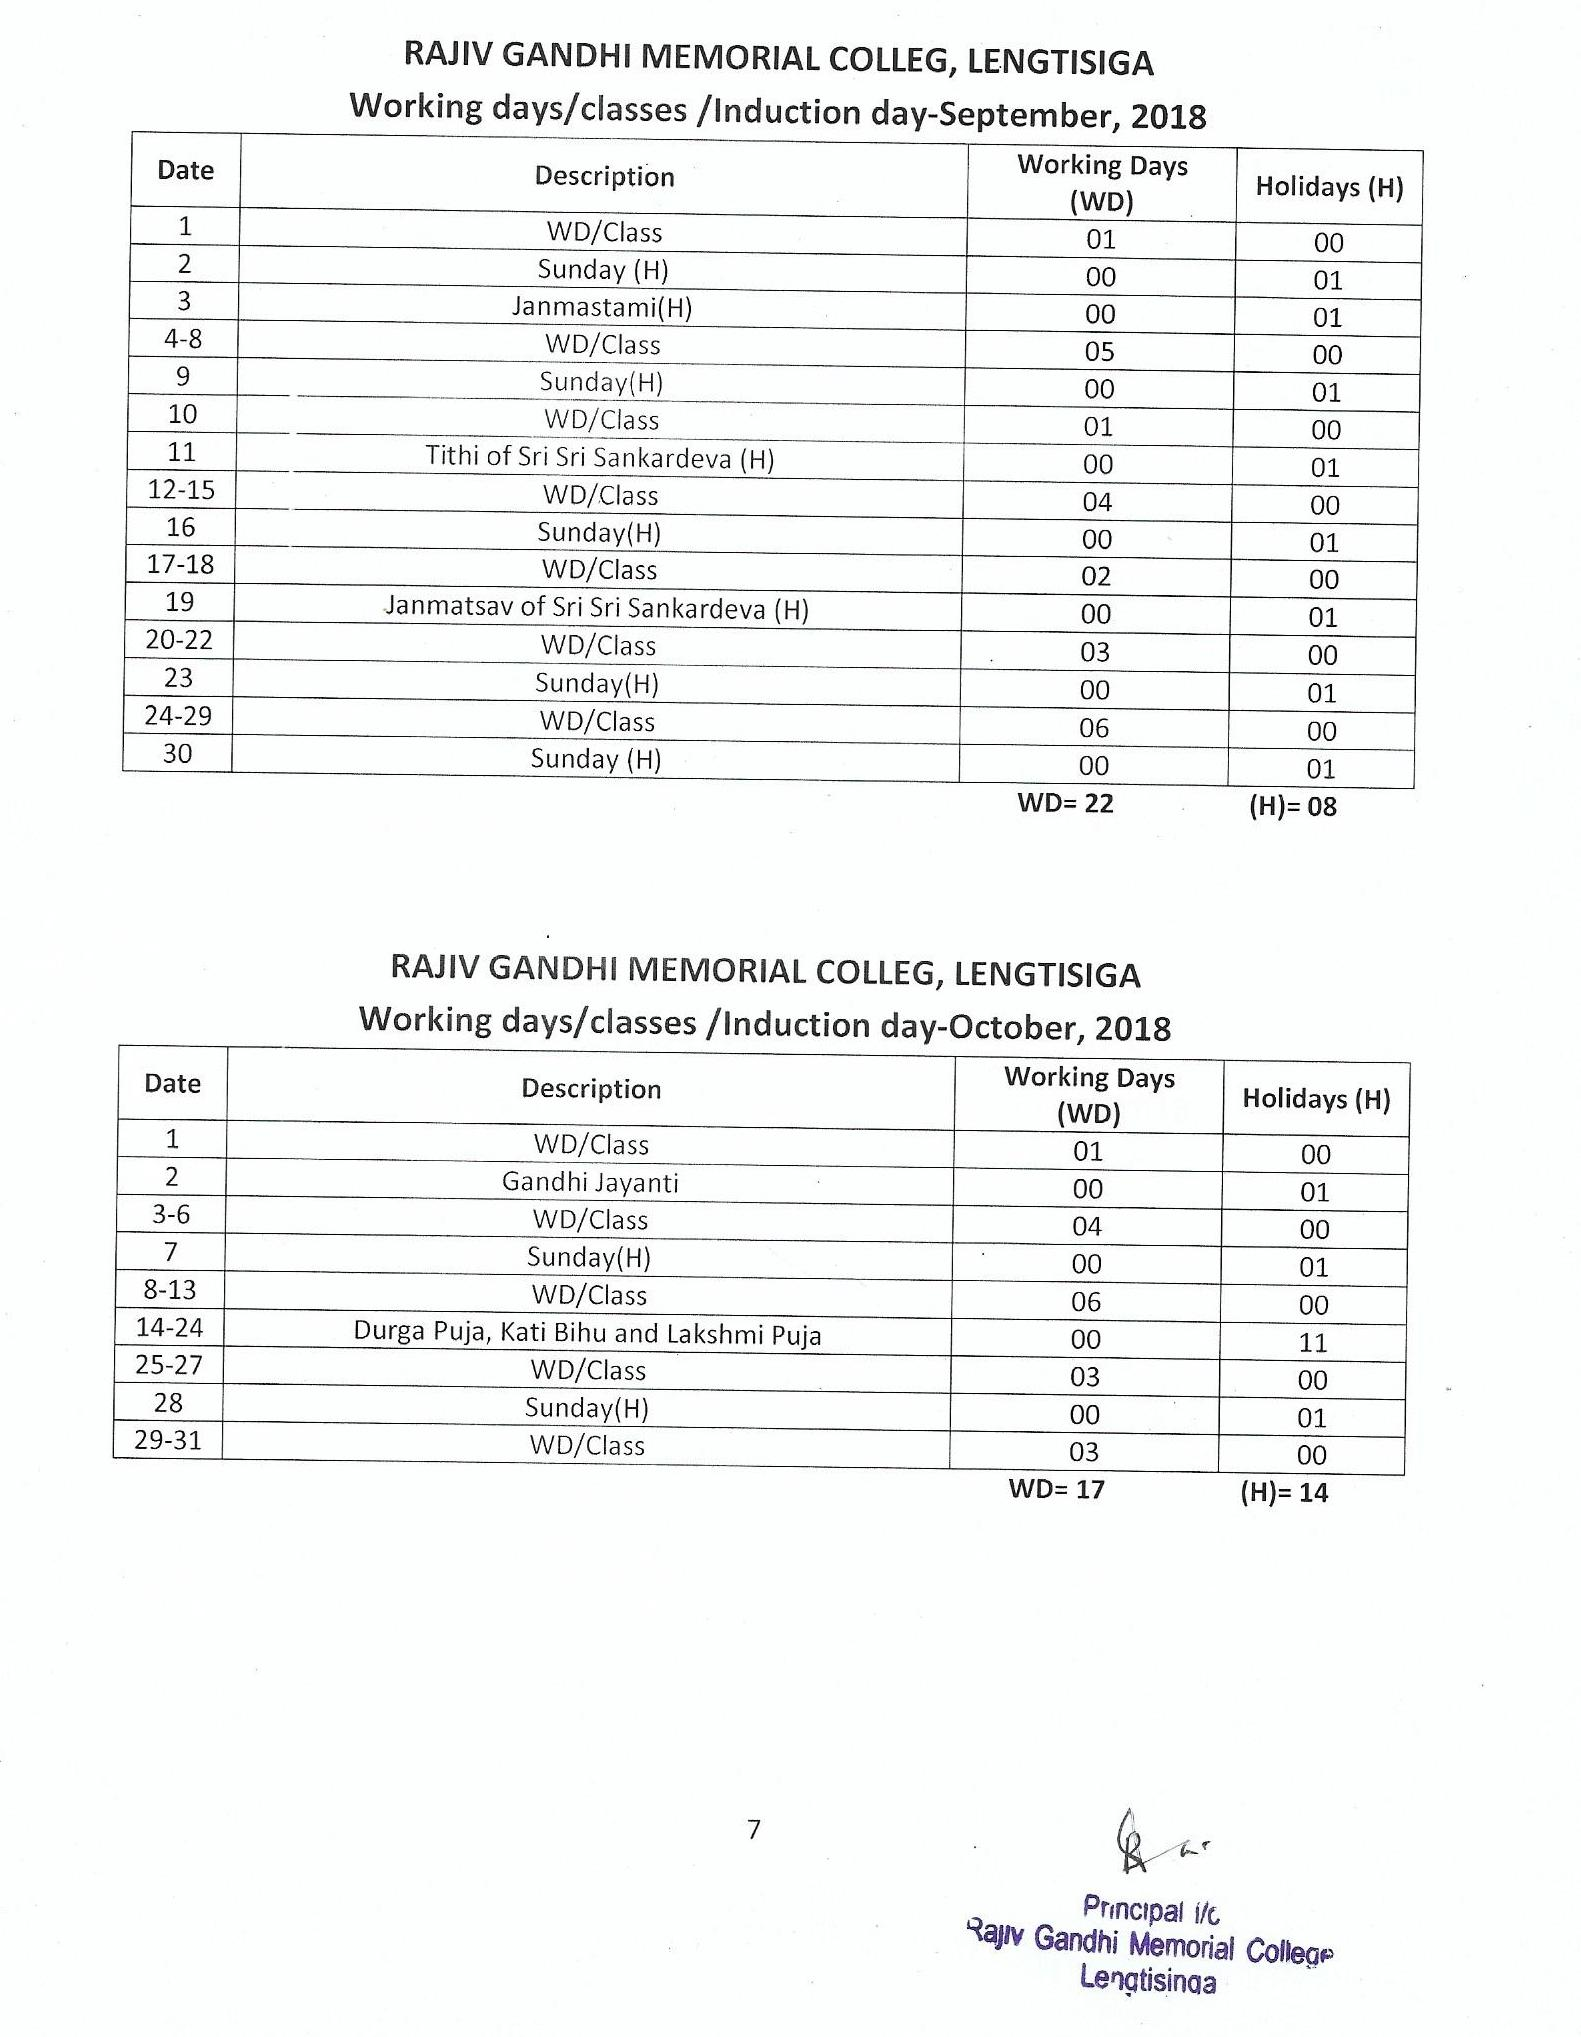 RAJIV GANDHI MEMORIAL COLLEG, LENGTISIGA
Working days/classes /Induction day-September, 2018
Date Description Working Days (WD) Holidays (H)
1 WD/Class 01 00
2 Sunday (H) 00 01
3 Janmastami(H) 00 01
4-8 WD/Class 05 00
9 Sunday(H) 00 01
10 WD/Class 01 00
11 Tithi of Sri Sri Sankardeva (H) 00 01
12-15 WD/Class 04 00
16 Sunday(H) 00 01
17-18 WD/Class 02 00
19 Janmatsav of Sri Sri Sankardeva (H) 00 01
20-22 WD/Class 03 00
23 Sunday(H) 00 01
24-29 WD/Class 06 00
30 Sunday (H) 00 01
WD= 22 (H)= 08
RAJIV GANDHI MEMORIAL COLLEG, LENGTISIGA
Working days/classes /Induction day-October, 2018
Date Description Working Days (WD) Holidays (H)
1 WD/Class 01 00
2 Gandhi Jayanti 00 01
3-6 WD/Class 04 00
7 Sunday(H) 00 01
8-13 WD/Class 06 00
14-24 Durga Puja, Kati Bihu and Lakshmi Puja 00 11
25-27 WD/Class 03 00
28 Sunday(H) 00 01
29-31 WD/Class 03 00
WD= 17 (H)= 14
7
Principal i/c
Rajiv Gandhi Memorial College
Lengtisinga